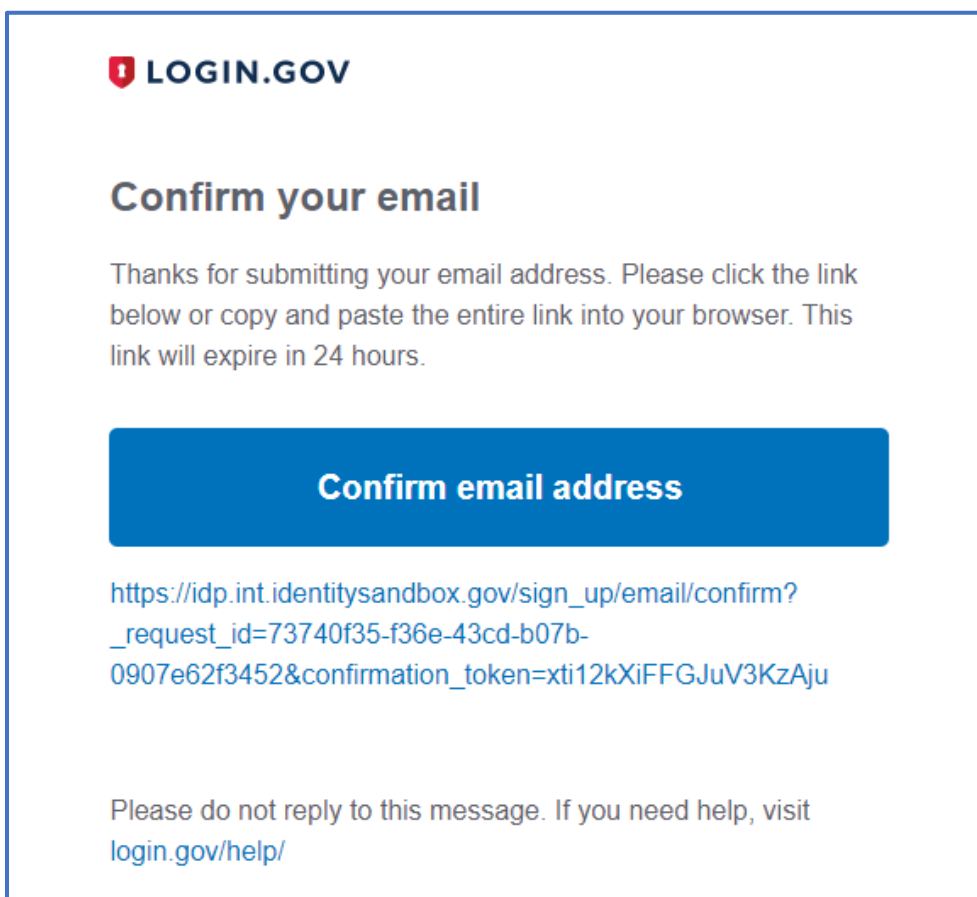 LOGIN.GOV
Confirm your email
Thanks for submitting your email address. Please click the link
below or copy and paste the entire link into your browser. This
link will expire in 24 hours.
Confirm email address
https://idp.int.identitysandbox.gov/sign_up/email/confirm?
_request_id=73740f35-f36e-43cd-b07b-
0907e62f3452&confirmation_token=xti12kXiFFGJuV3KzAju
Please do not reply to this message. If you need help, visit
login.gov/help/